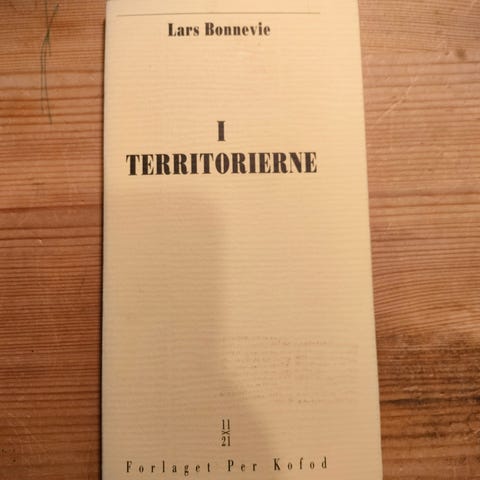 Lars Bonnevie
I
TERRITORIERNE
11
21
Forlaget Per Kofod